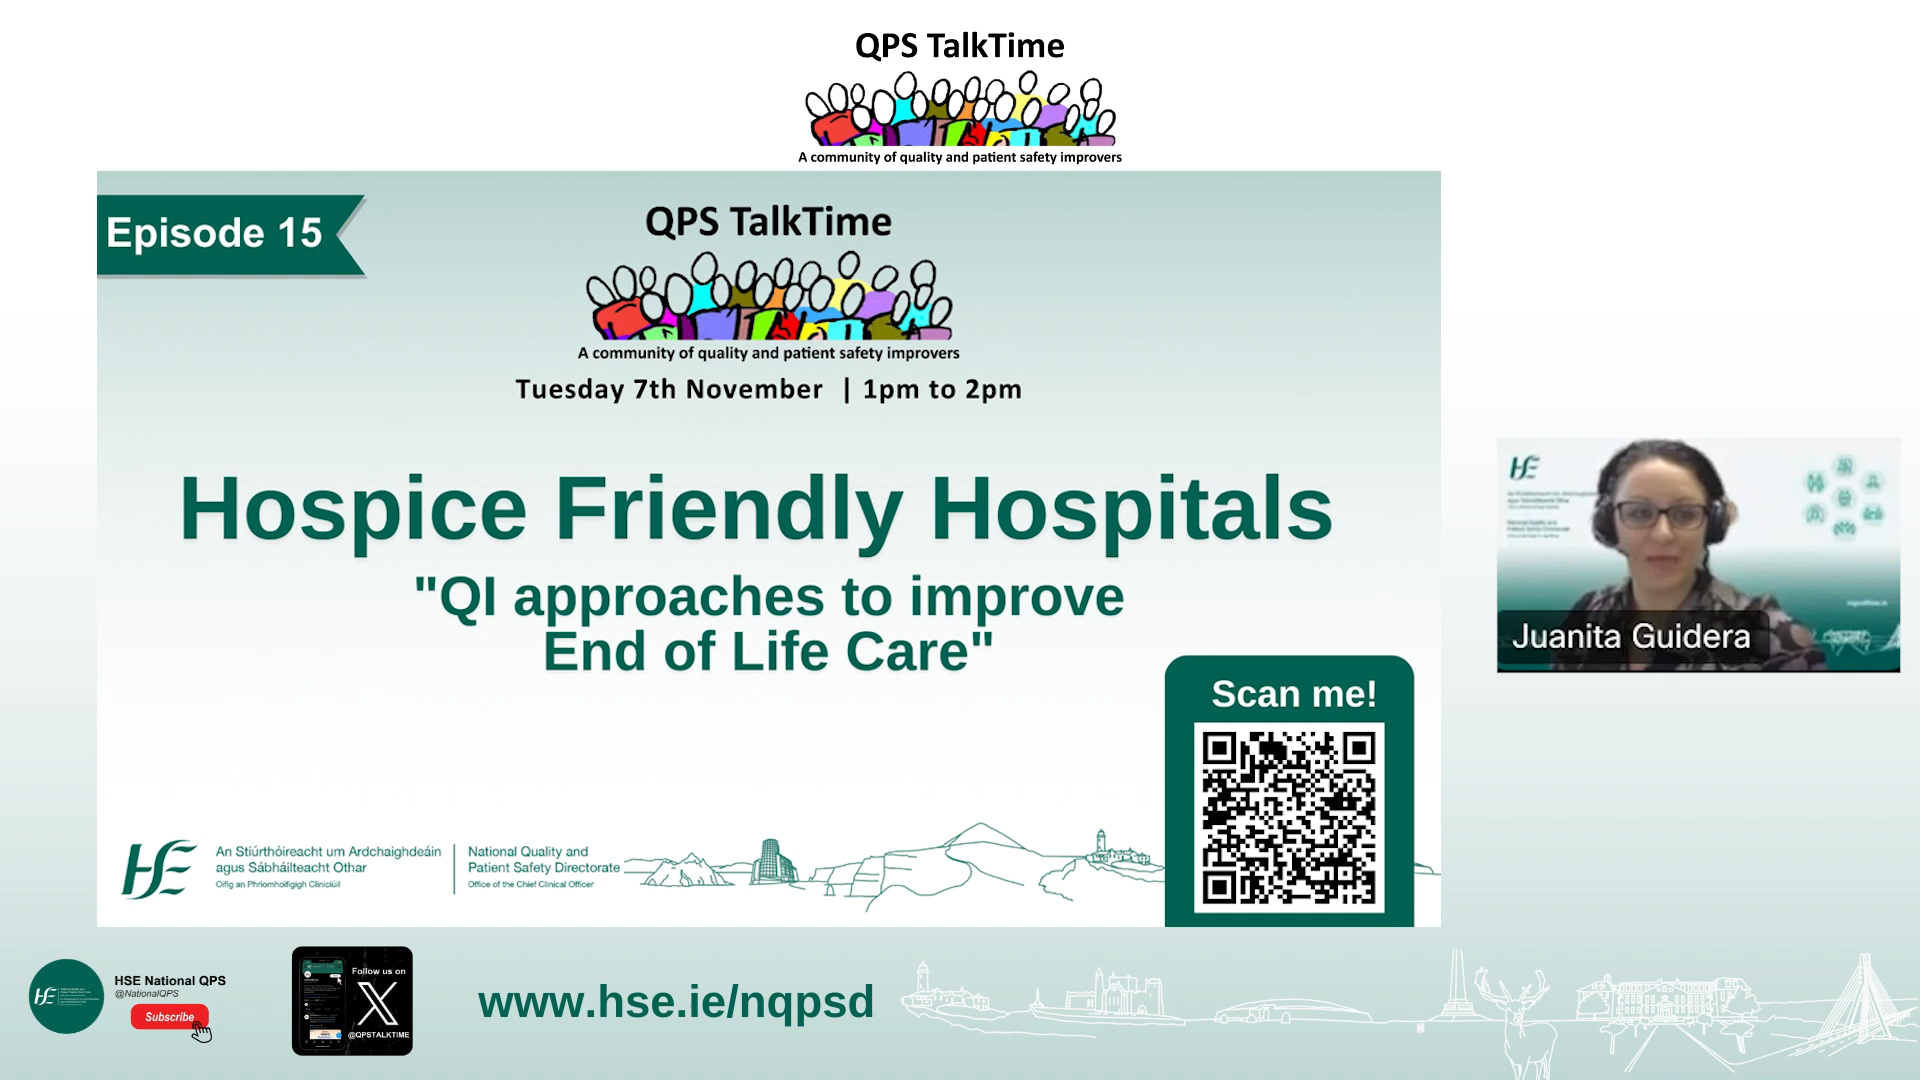 QPS TalkTime
A community of quality and patient safety improvers
Episode 15
QPS TalkTime
A community of quality and patient safety improvers
Tuesday 7th November | 1pm to 2pm
Hospice Friendly Hospitals
"QI approaches to improve
End of Life Care"
Scan me!
An Stiúrthóireacht um Ardchaighdeáin
agus Sábháilteacht Othar
Oifig an Phríomhoifigigh Cliniciúil
National Quality and
Patient Safety Directorate
Office of the Chief Clinical Officer
Juanita Guidera
HSE National QPS
@NationalQPS
Subscribe
Follow us on
X
@QPSTALKTIME
www.hse.ie/nqpsd